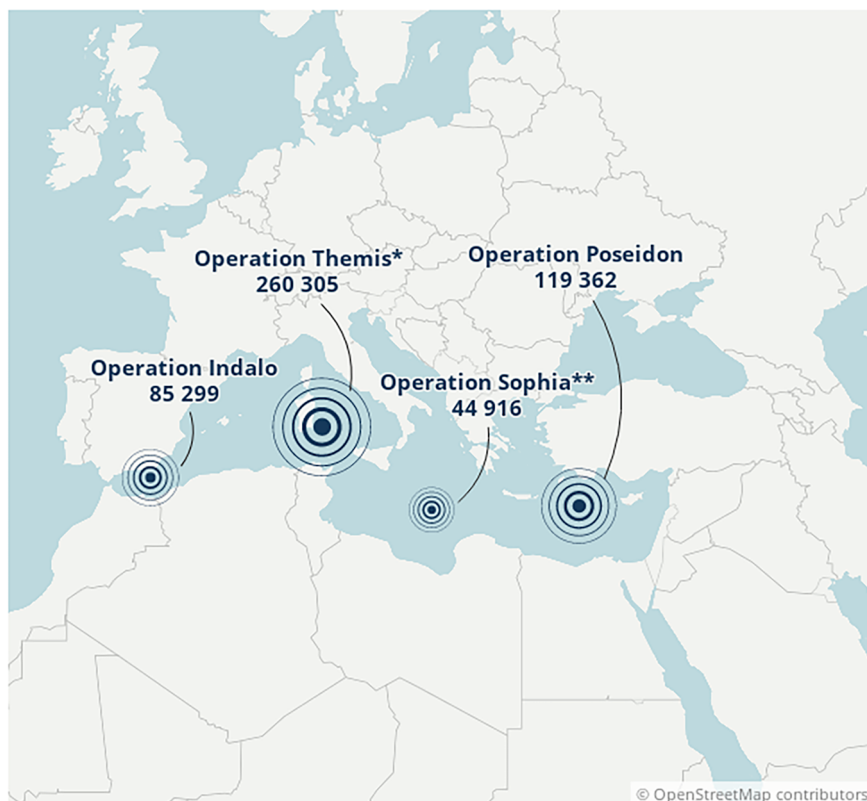 Operation Themis*
260 305
Operation Poseidon
119 362
Operation Indalo
85 299
Operation Sophia**
44 916
© OpenStreetMap contributors